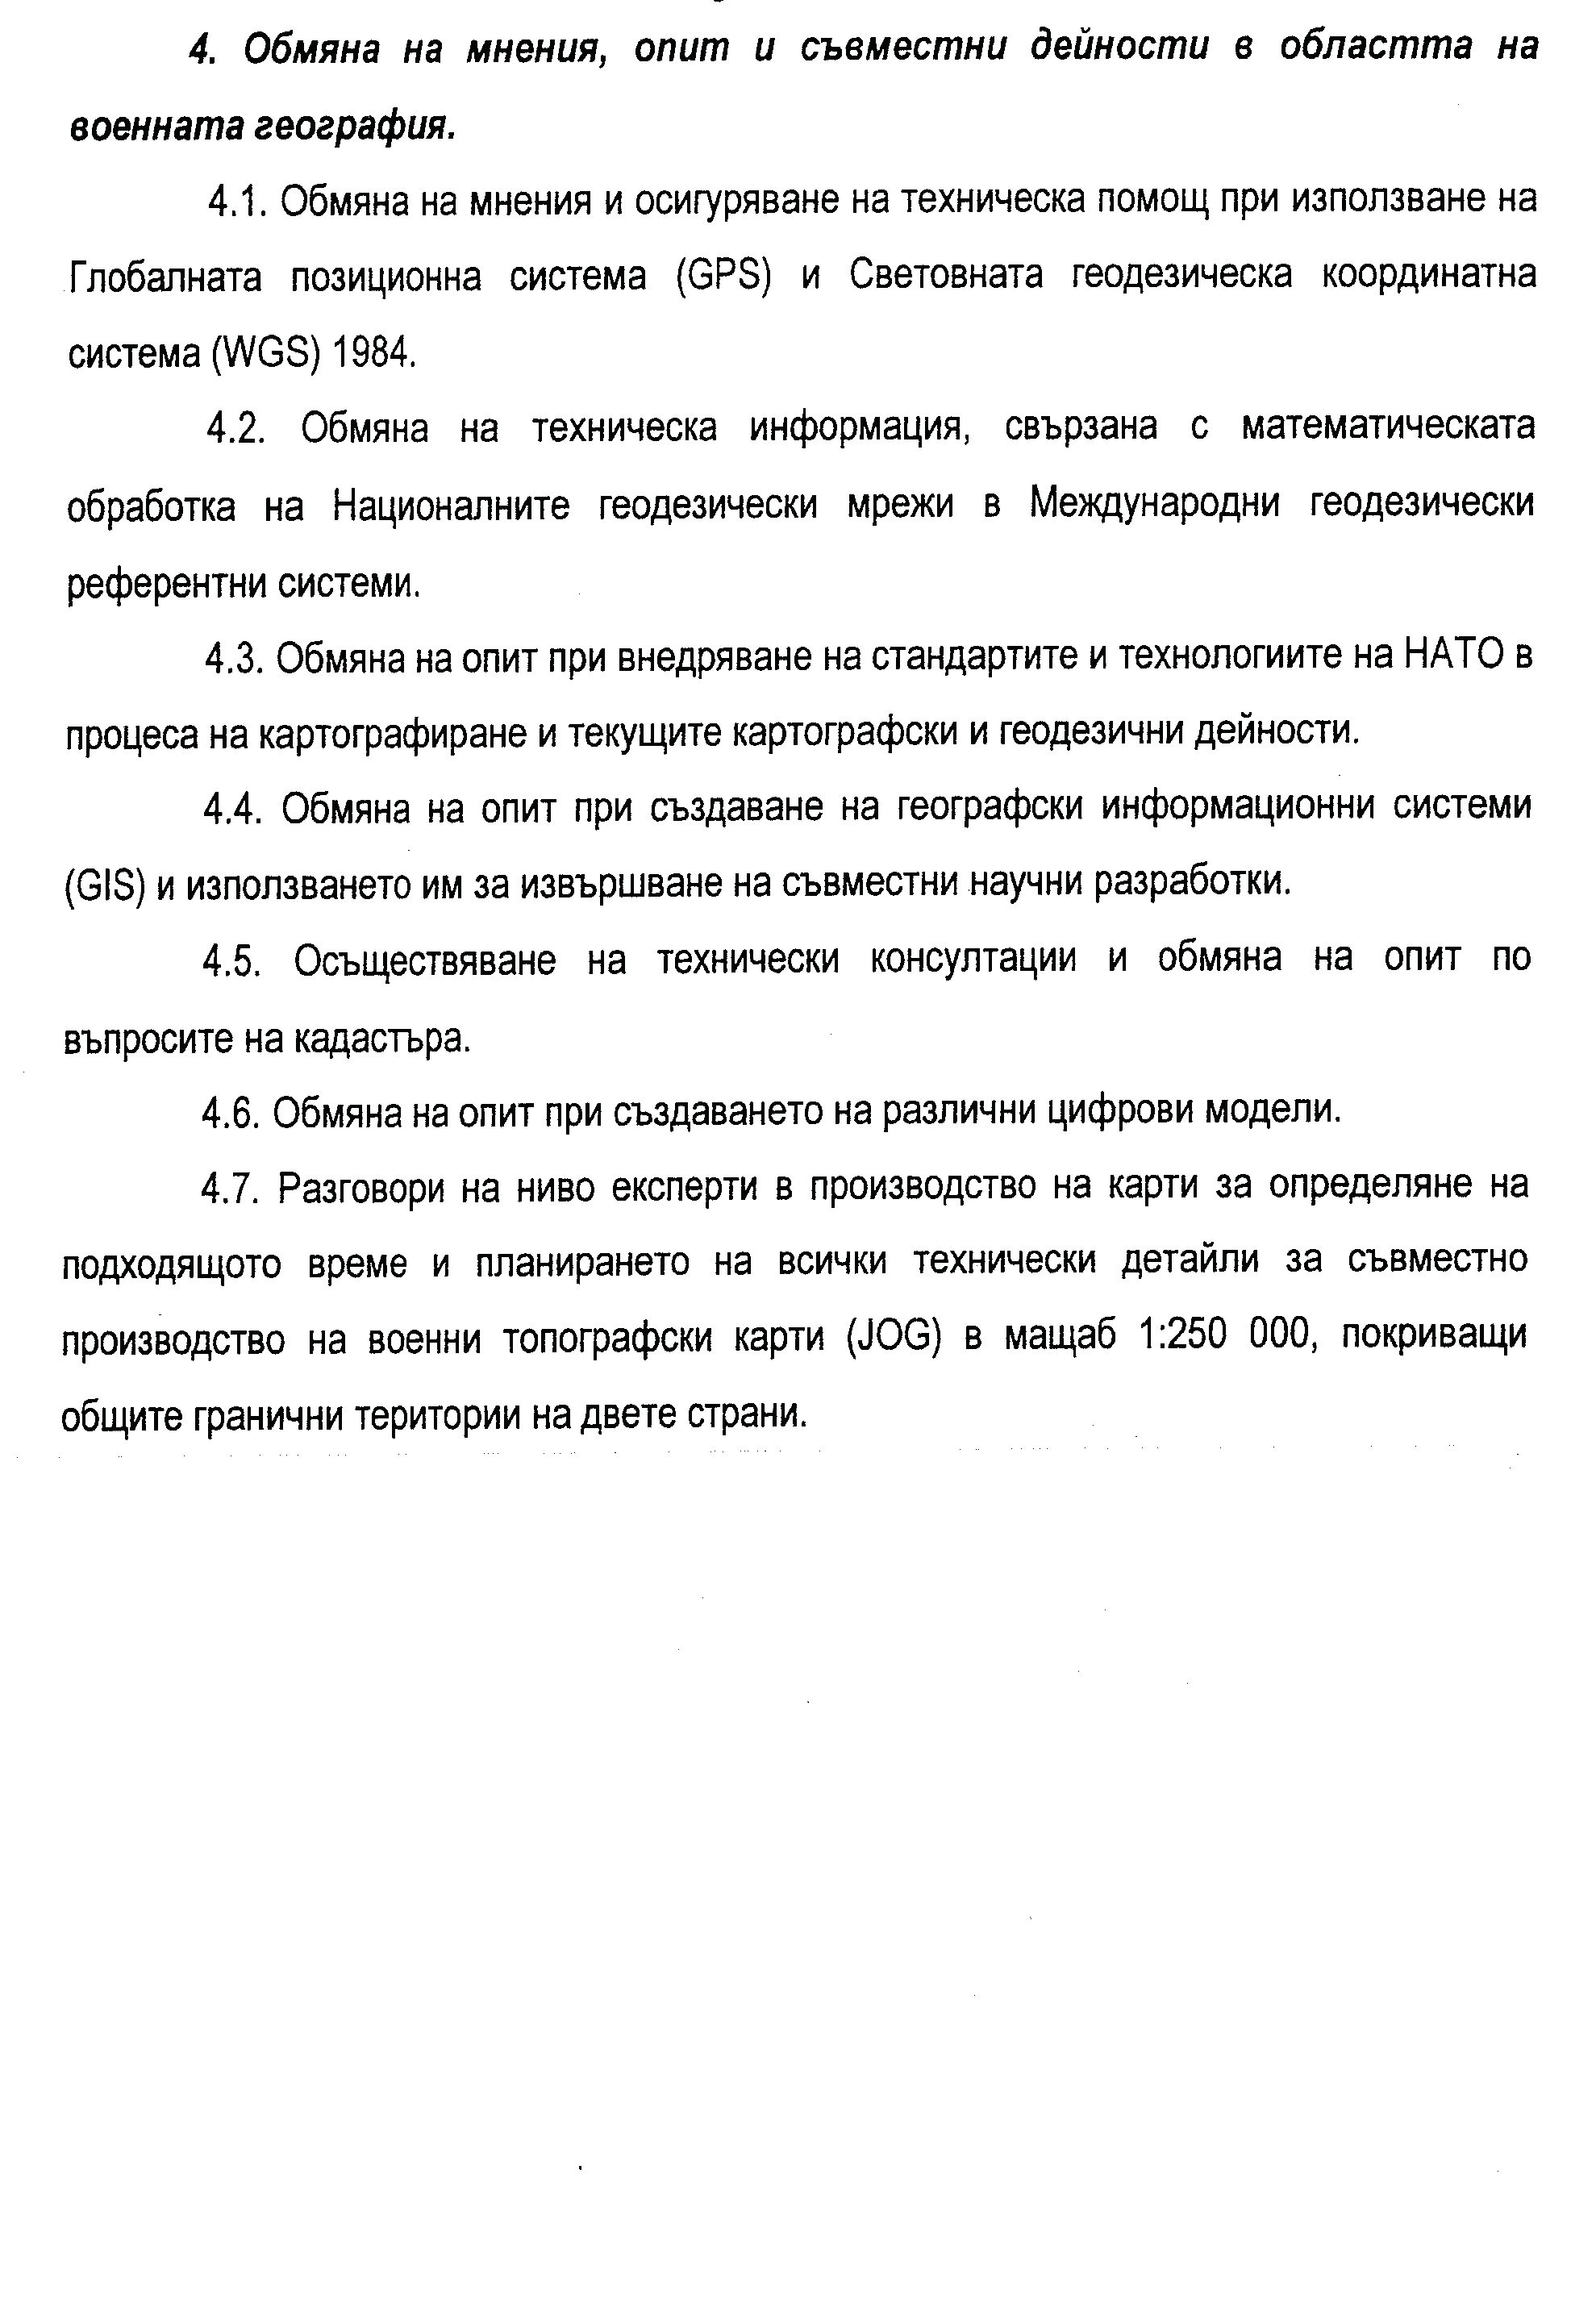 4. Обмяна на мнения, опит и съвместни дейности в областта на
военната география.
4.1. Обмяна на мнения и осигуряване на техническа помощ при използване на
Глобалната позиционна система (GPS) и Световната геодезическа координатна
система (WGS) 1984.
4.2. Обмяна на техническа информация, свързана с математическата
обработка на Националните геодезически мрежи в Международни геодезически
референтни системи.
4.3. Обмяна на опит при внедряване на стандартите и технологиите на НАТО в
процеса на картографиране и текущите картографски и геодезични дейности.
4.4. Обмяна на опит при създаване на географски информационни системи
(GIS) и използването им за извършване на съвместни научни разработки.
4.5. Осъществяване на технически консултации и обмяна на опит по
въпросите на кадастъра.
4.6. Обмяна на опит при създаването на различни цифрови модели.
4.7. Разговори на ниво експерти в производство на карти за определяне на
подходящото време и планирането на всички технически детайли за съвместно
производство на военни топографски карти (JOG) в мащаб 1:250 000, покриващи
общите гранични територии на двете страни.